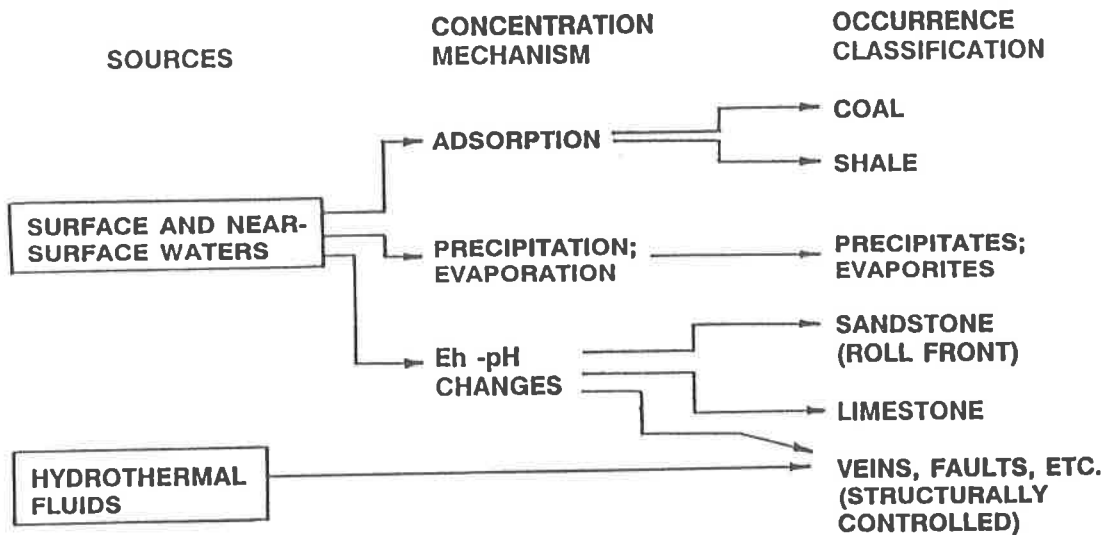 SOURCES
CONCENTRATION
MECHANISM
OCCURRENCE
CLASSIFICATION
SURFACE AND NEAR-
SURFACE WATERS
ADSORPTION
COAL
SHALE
PRECIPITATION;
EVAPORATION
PRECIPITATES;
EVAPORITES
Eh -pH
CHANGES
SANDSTONE
(ROLL FRONT)
LIMESTONE
HYDROTHERMAL
FLUIDS
VEINS, FAULTS, ETC.
(STRUCTURALLY
CONTROLLED)